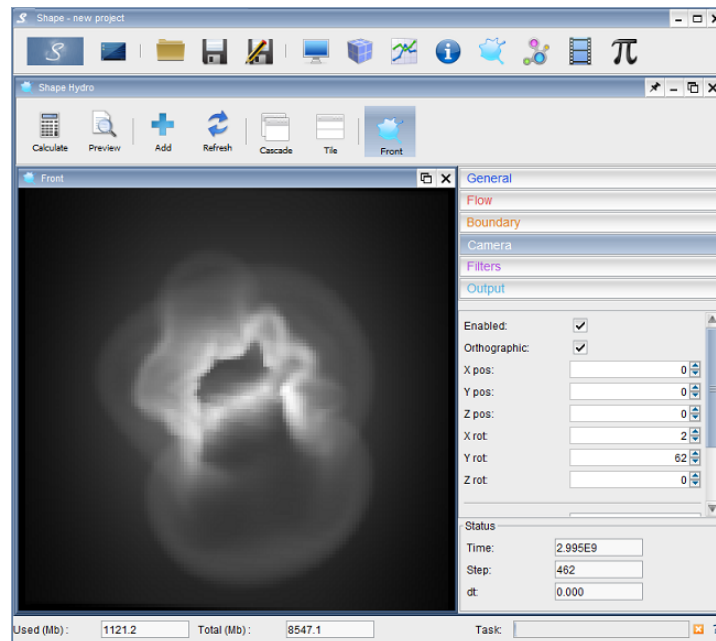 S Shape - new project
S
π
Shape Hydro
Calculate Preview Add Refresh Cascade Tile Front
Front
General
Flow
Boundary
Camera
Filters
Output
Enabled:
Orthographic:
X pos: 0
Y pos: 0
Z pos: 0
X rot: 2
Y rot: 62
Z rot: 0
Status
Time: 2.995E9
Step: 462
dt: 0.000
Used (Mb) : 1121.2 Total (Mb) : 8547.1 Task: